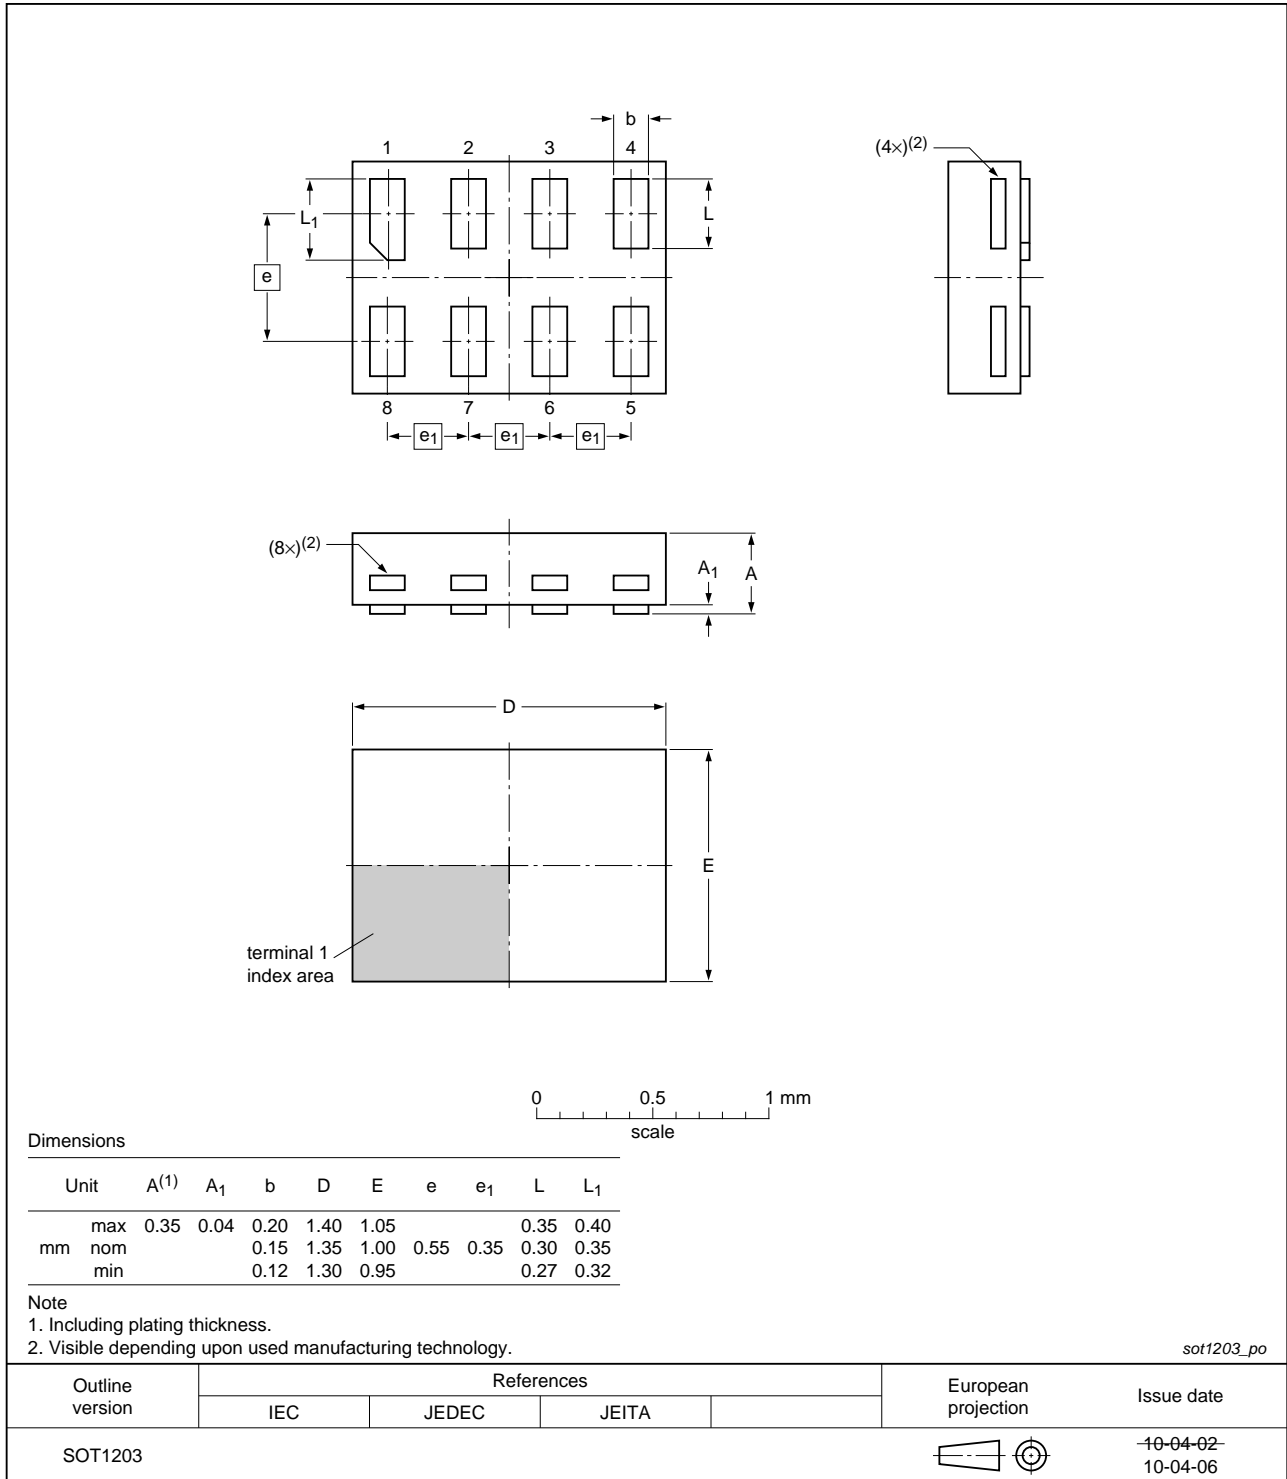 b
1 2 3 4
(4×)(2)
L1
L
e
8 7 6 5
e1 e1 e1
(8×)(2)
A1 A
D
E
terminal 1
index area
0 0.5 1 mm
scale
Dimensions
Unit A(1) A1 b D E e e1 L L1
max 0.35 0.04 0.20 1.40 1.05 0.35 0.40
mm nom 0.15 1.35 1.00 0.55 0.35 0.30 0.35
min 0.12 1.30 0.95 0.27 0.32
Note
1. Including plating thickness.
2. Visible depending upon used manufacturing technology.
sot1203_po
Outline
version
References
IEC JEDEC JEITA
European
projection
Issue date
SOT1203
10-04-02
10-04-06